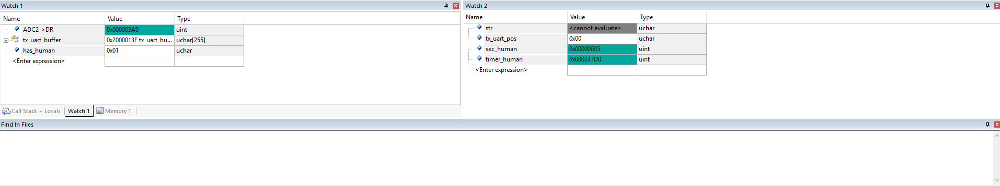 Watch 1
Name Value Type
ADC2->DR 0x000003A9 uint
tx_uart_buffer 0x2000013F tx_uart_bu... uchar[255]
has_human 0x01 uchar
<Enter expression>
Call Stack + Locals Watch 1 Memory 1
Watch 2
Name Value Type
str <cannot evaluate> uchar
tx_uart_pos 0x00 uchar
sec_human 0x00000005 uint
timer_human 0x000247D0 uint
<Enter expression>
Find In Files